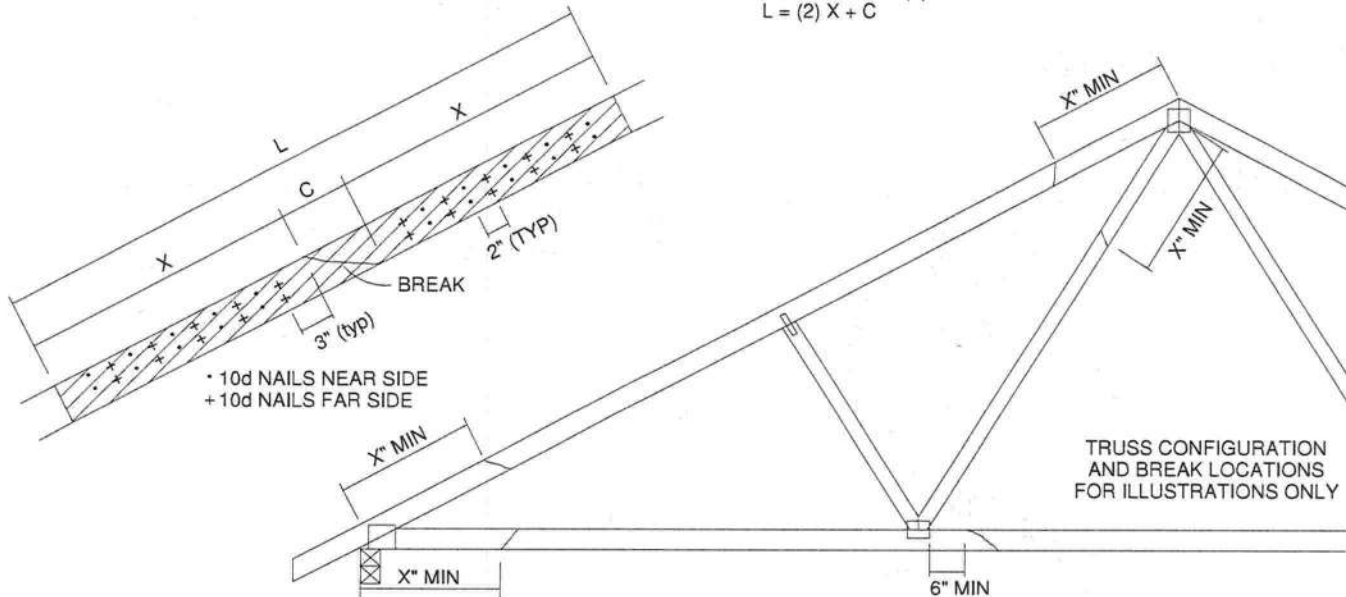 L = (2) X + C
X" MIN
L
X
X
C
2" (TYP)
X" MIN
BREAK
3" (typ)
• 10d NAILS NEAR SIDE
+ 10d NAILS FAR SIDE
X" MIN
TRUSS CONFIGURATION
AND BREAK LOCATIONS
FOR ILLUSTRATIONS ONLY
X" MIN
6" MIN